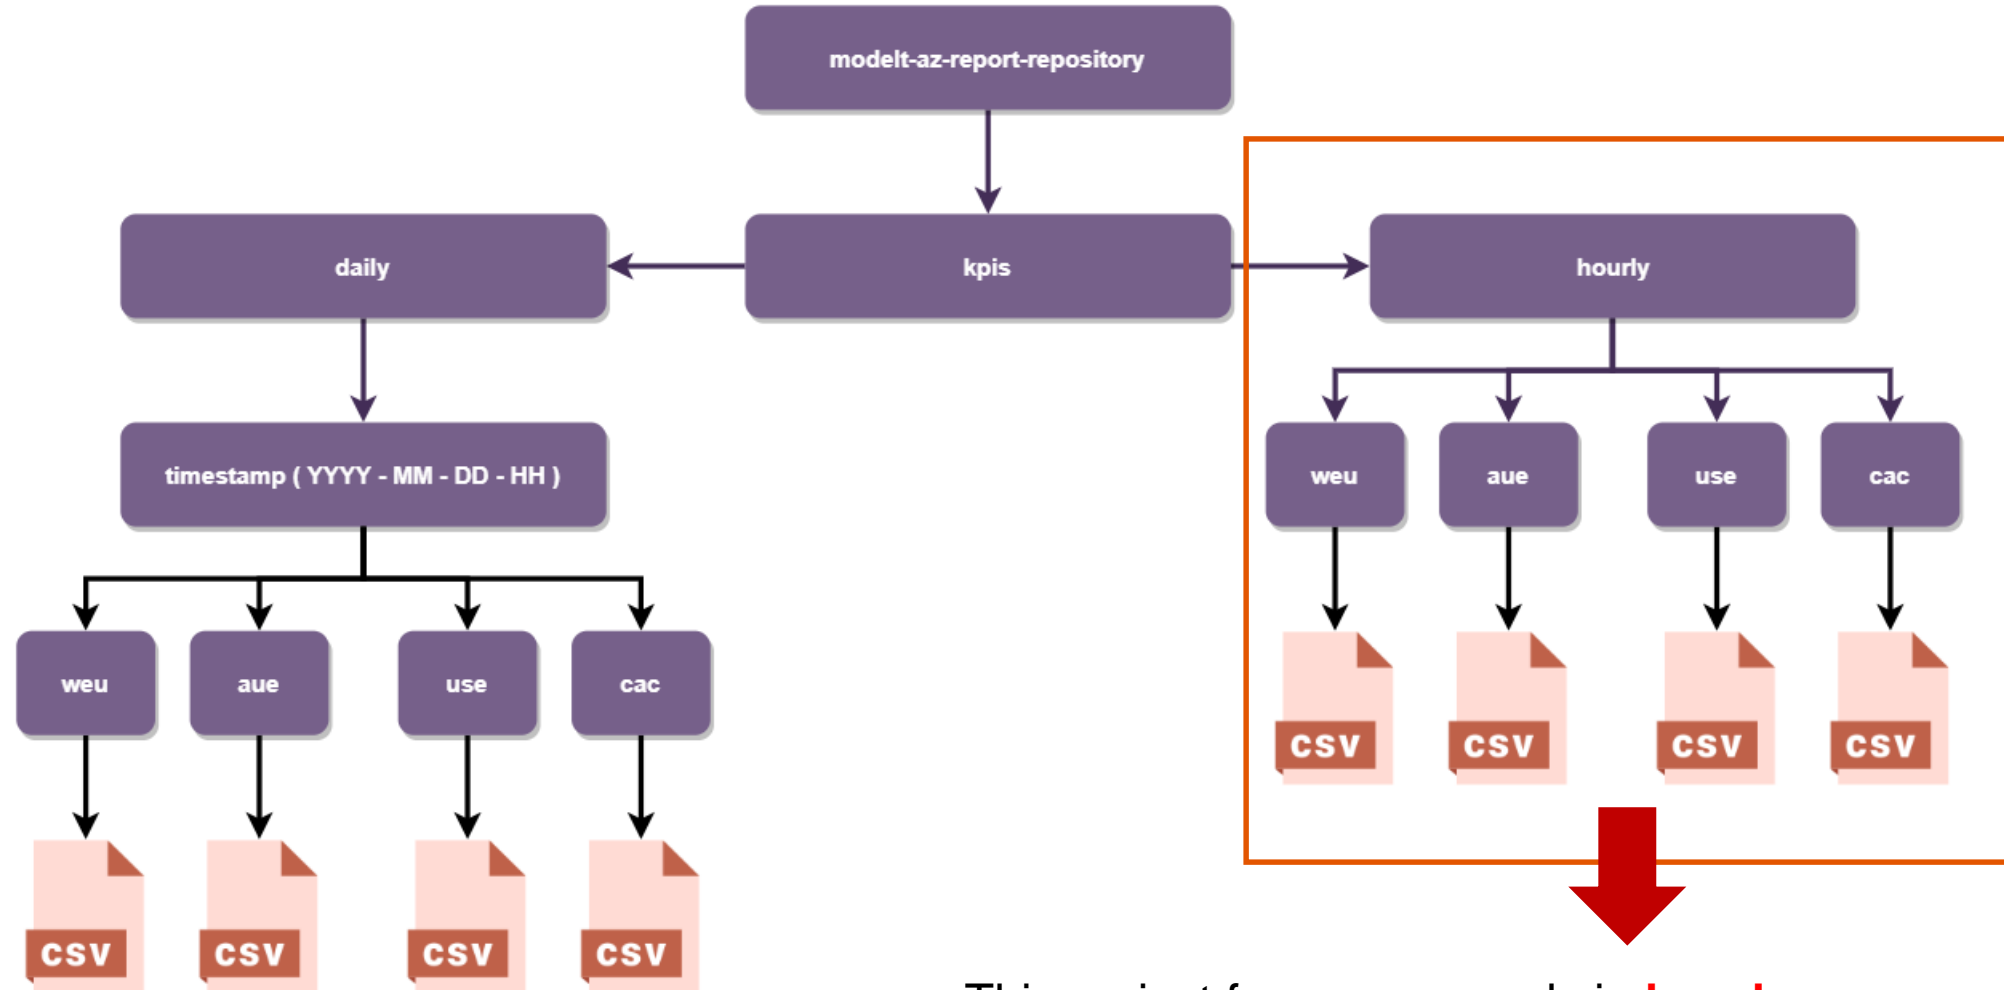 modelt-az-report-repository
daily
kpis
hourly
timestamp ( YYYY - MM - DD - HH )
weu
aue
use
cac
weu
aue
use
cac
CSV
CSV
CSV
CSV
CSV
CSV
CSV
CSV
This